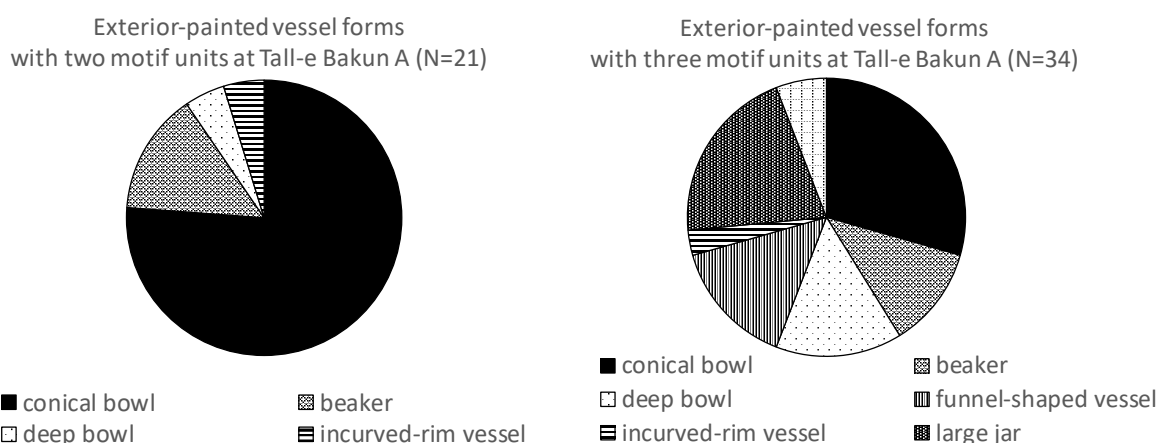 Exterior-painted vessel forms
with two motif units at Tall-e Bakun A (N=21)
conical bowl
beaker
deep bowl
incurved-rim vessel
Exterior-painted vessel forms
with three motif units at Tall-e Bakun A (N=34)
conical bowl
beaker
deep bowl
funnel-shaped vessel
incurved-rim vessel
large jar